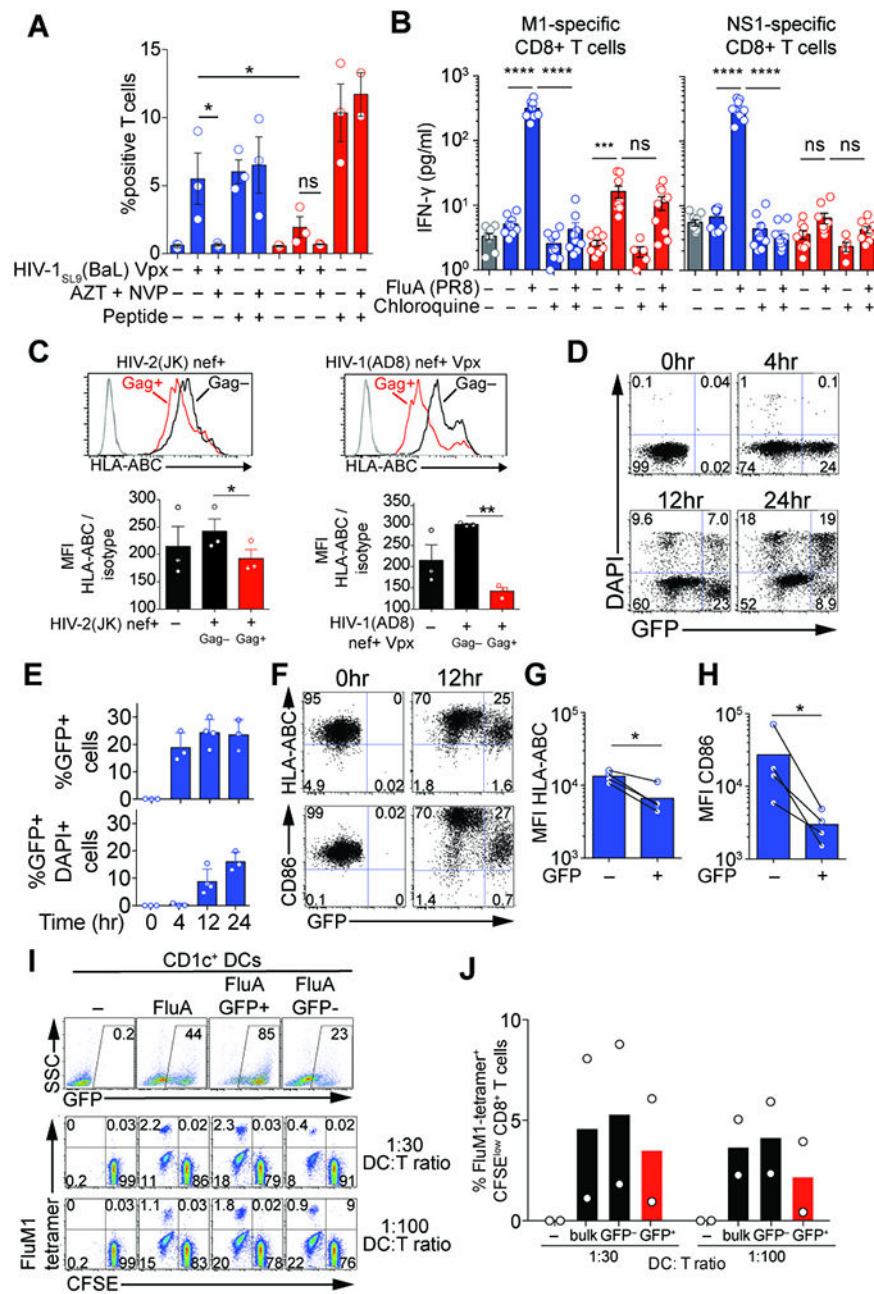 A
%positive T cells
15
10
5
0
*
*
ns
HIV-1SL9(BaL) Vpx – + + – – – + + – –
AZT + NVP – – + – + – – + – +
Peptide – – – + + – – – + +
B
M1-specific
CD8+ T cells
NS1-specific
CD8+ T cells
IFN-γ (pg/ml)
10³
10²
10¹
10⁰
**** ****
*** ns
**** ****
ns ns
FluA (PR8) – – + – + – + – + – – + – + – + – +
Chloroquine – – – + + – – + + – – – + + – – + +
C
HIV-2(JK) nef+
Gag+
Gag–
HLA-ABC
HIV-1(AD8) nef+ Vpx
Gag+
Gag–
HLA-ABC
MFI
HLA-ABC /
isotype
300
250
200
150
100
*
HIV-2(JK) nef+ – + +
Gag– Gag+
MFI
HLA-ABC /
isotype
350
300
250
200
150
100
**
HIV-1(AD8)
nef+ Vpx
– + +
Gag– Gag+
D
0hr 4hr
0.1 0.04 1 0.1
99 0.02 74 24
12hr 24hr
9.6 7.0 18 19
60 23 52 8.9
DAPI
GFP
E
%GFP+
cells
30
20
10
0
%GFP+
DAPI+
cells
30
20
10
0
Time (hr) 0 4 12 24
F
0hr 12hr
HLA-ABC
95 0 70 25
4.9 0.02 1.8 1.6
CD86
99 0.02 70 27
0.1 0 1.4 0.7
GFP
G
MFI HLA-ABC
10⁵
10⁴
10³
*
GFP – +
H
MFI CD86
10⁵
10⁴
10³
*
GFP – +
I
CD1c⁺ DCs
– FluA FluA GFP+ FluA GFP-
SSC
0.2 44 85 23
GFP
0 0.03 2.2 0.02 2.3 0.03 0.4 0.02
0.2 99 11 86 18 79 8 91
1:30
DC:T ratio
0 0.03 1.1 0.03 1.8 0.02 0.9 9
0.2 99 15 83 20 78 22 76
1:100
DC:T ratio
FluM1
tetramer
CFSE
J
% FluM1-tetramer⁺
CFSElow CD8⁺ T cells
10
5
0
– bulk GFP⁻ GFP⁺ – bulk GFP⁻ GFP⁺
1:30 1:100
DC: T ratio